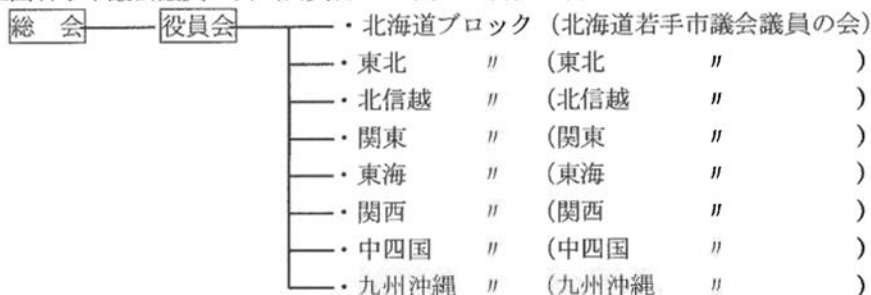 総　会　役員会　・北海道ブロック（北海道若手市議会議員の会）
・東北　〃　（東北　〃　）
・北信越　〃　（北信越　〃　）
・関東　〃　（関東　〃　）
・東海　〃　（東海　〃　）
・関西　〃　（関西　〃　）
・中四国　〃　（中四国　〃　）
・九州沖縄　〃　（九州沖縄　〃　）